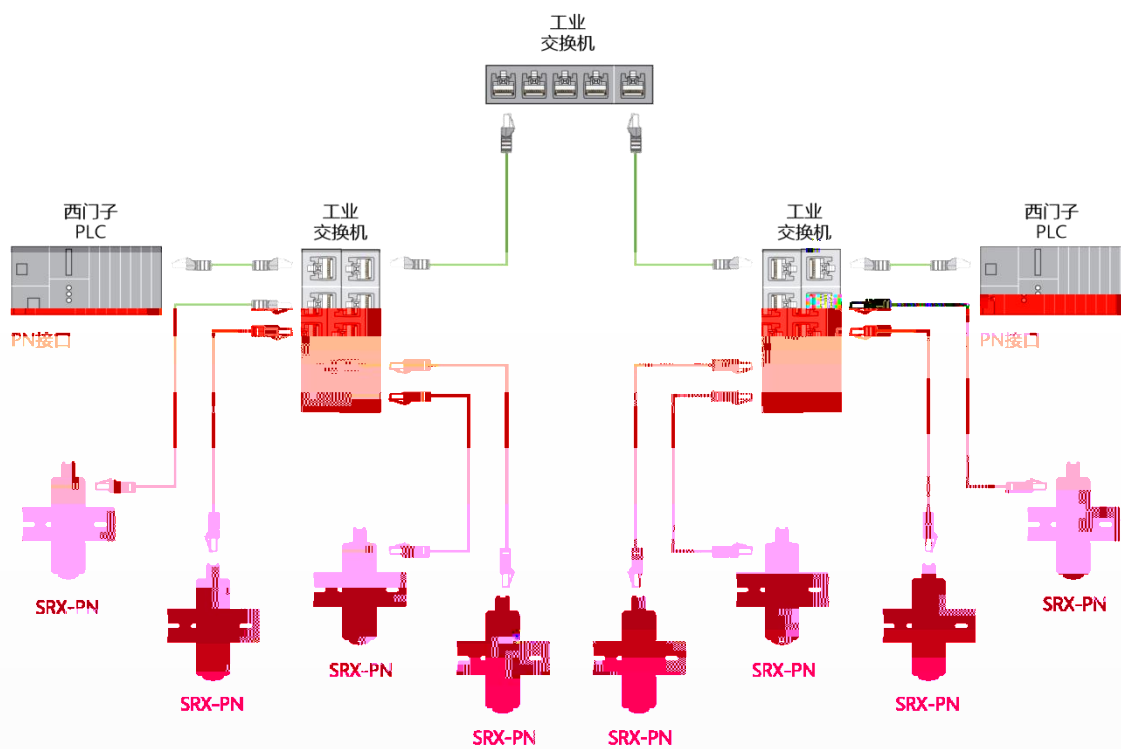 工业
交换机
西门子
PLC
工业
交换机
工业
交换机
西门子
PLC
PN接口
PN接口
SRX-PN
SRX-PN
SRX-PN
SRX-PN
SRX-PN
SRX-PN
SRX-PN
SRX-PN